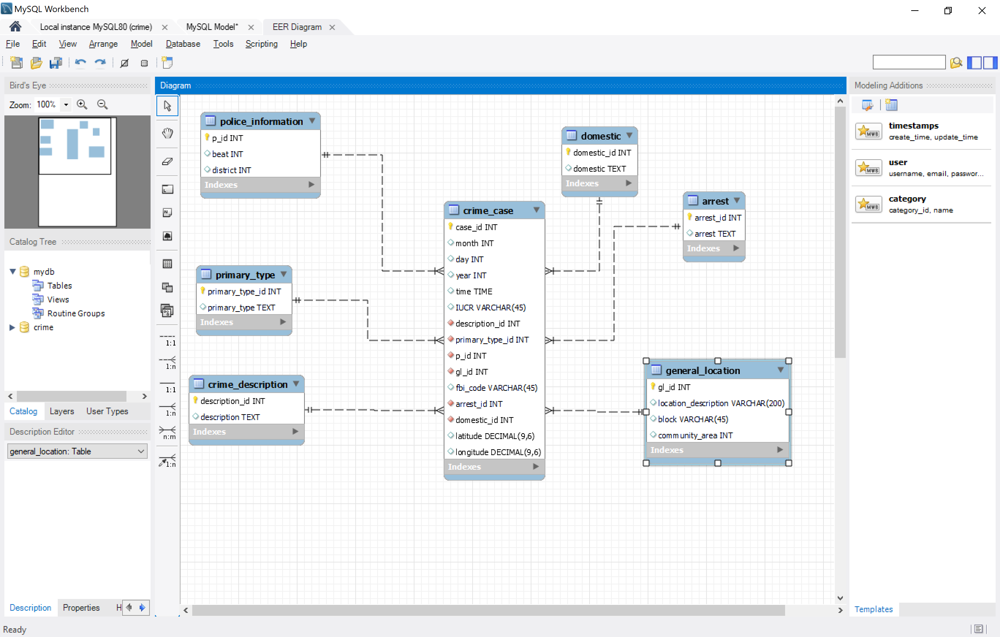 MySQL Workbench
Local instance MySQL80 (crime)
MySQL Model*
EER Diagram
File Edit View Arrange Model Database Tools Scripting Help
Bird's Eye
Zoom: 100%
Catalog Tree
mydb
Tables
Views
Routine Groups
crime
Catalog Layers User Types
Description Editor
general_location: Table
Description Properties H
Ready
Diagram
L
N
1:1
1:n
1:1
1:n
n:m
1:n
police_information
p_id INT
beat INT
district INT
Indexes
primary_type
primary_type_id INT
primary_type TEXT
Indexes
crime_description
description_id INT
description TEXT
Indexes
crime_case
case_id INT
month INT
day INT
year INT
time TIME
IUCR VARCHAR(45)
description_id INT
primary_type_id INT
p_id INT
gl_id INT
fbi_code VARCHAR(45)
arrest_id INT
domestic_id INT
latitude DECIMAL(9,6)
longitude DECIMAL(9,6)
Indexes
domestic
domestic_id INT
domestic TEXT
Indexes
arrest
arrest_id INT
arrest TEXT
Indexes
general_location
gl_id INT
location_description VARCHAR(200)
block VARCHAR(45)
community_area INT
Indexes
Modeling Additions
MWB
timestamps
create_time, update_time
MWB
user
username, email, passwor...
MWB
category
category_id, name
Templates